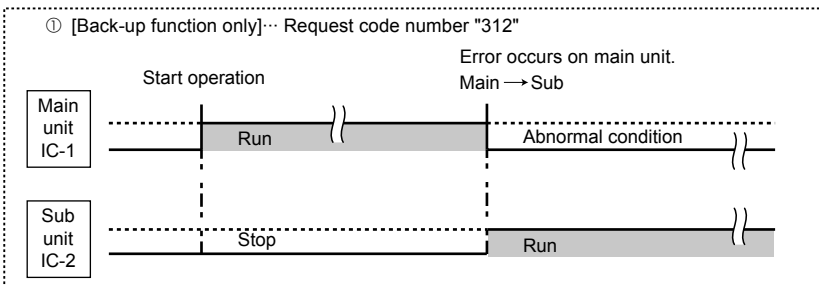 ① [Back-up function only]··· Request code number "312"
Error occurs on main unit.
Start operation
Main → Sub
Main
unit
IC-1
Run
Abnormal condition
Sub
unit
IC-2
Stop
Run